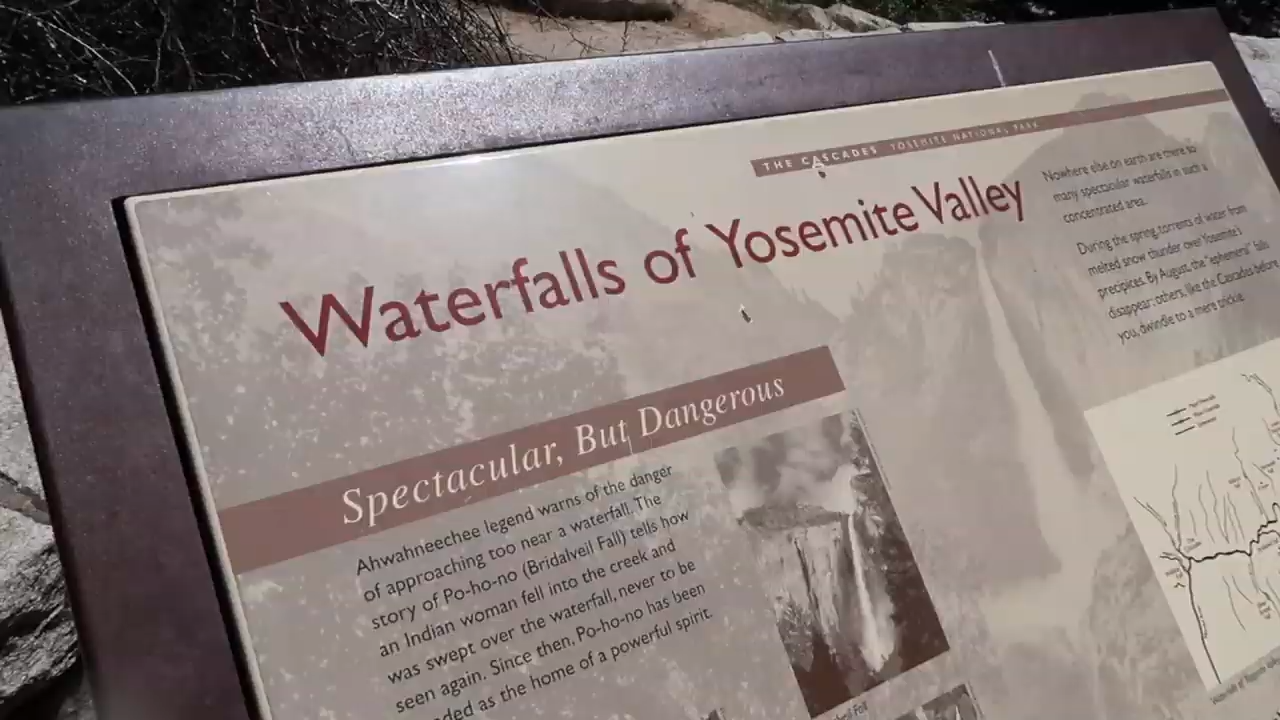 THE CASCADES YOSEMITE NATIONAL PARK
Waterfalls of Yosemite Valley
Nowhere else on earth are there so
many spectacular waterfalls in such a
concentrated area.
During the spring, torrents of water from
melted snow thunder over Yosemite's
precipices. By August, the "ephemeral" falls
disappear; others, like the Cascades before
you, dwindle to a mere trickle.
Spectacular, But Dangerous
Ahwahneechee legend warns of the danger
of approaching too near a waterfall. The
story of Po-ho-no (Bridalveil Fall) tells how
an Indian woman fell into the creek and
was swept over the waterfall, never to be
seen again. Since then, Po-ho-no has been
ded as the home of a powerful spirit.
Fall